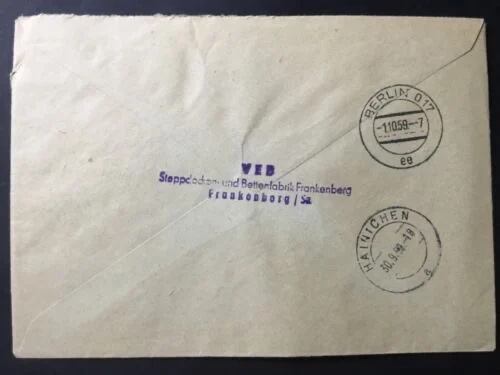 BERLIN O 17
-1.10.59-7
ee
VEB
Steppdecken- und Bettenfabrik Frankenberg
Frankenberg / Sa.
HAINICHEN
30.9.59-18
a